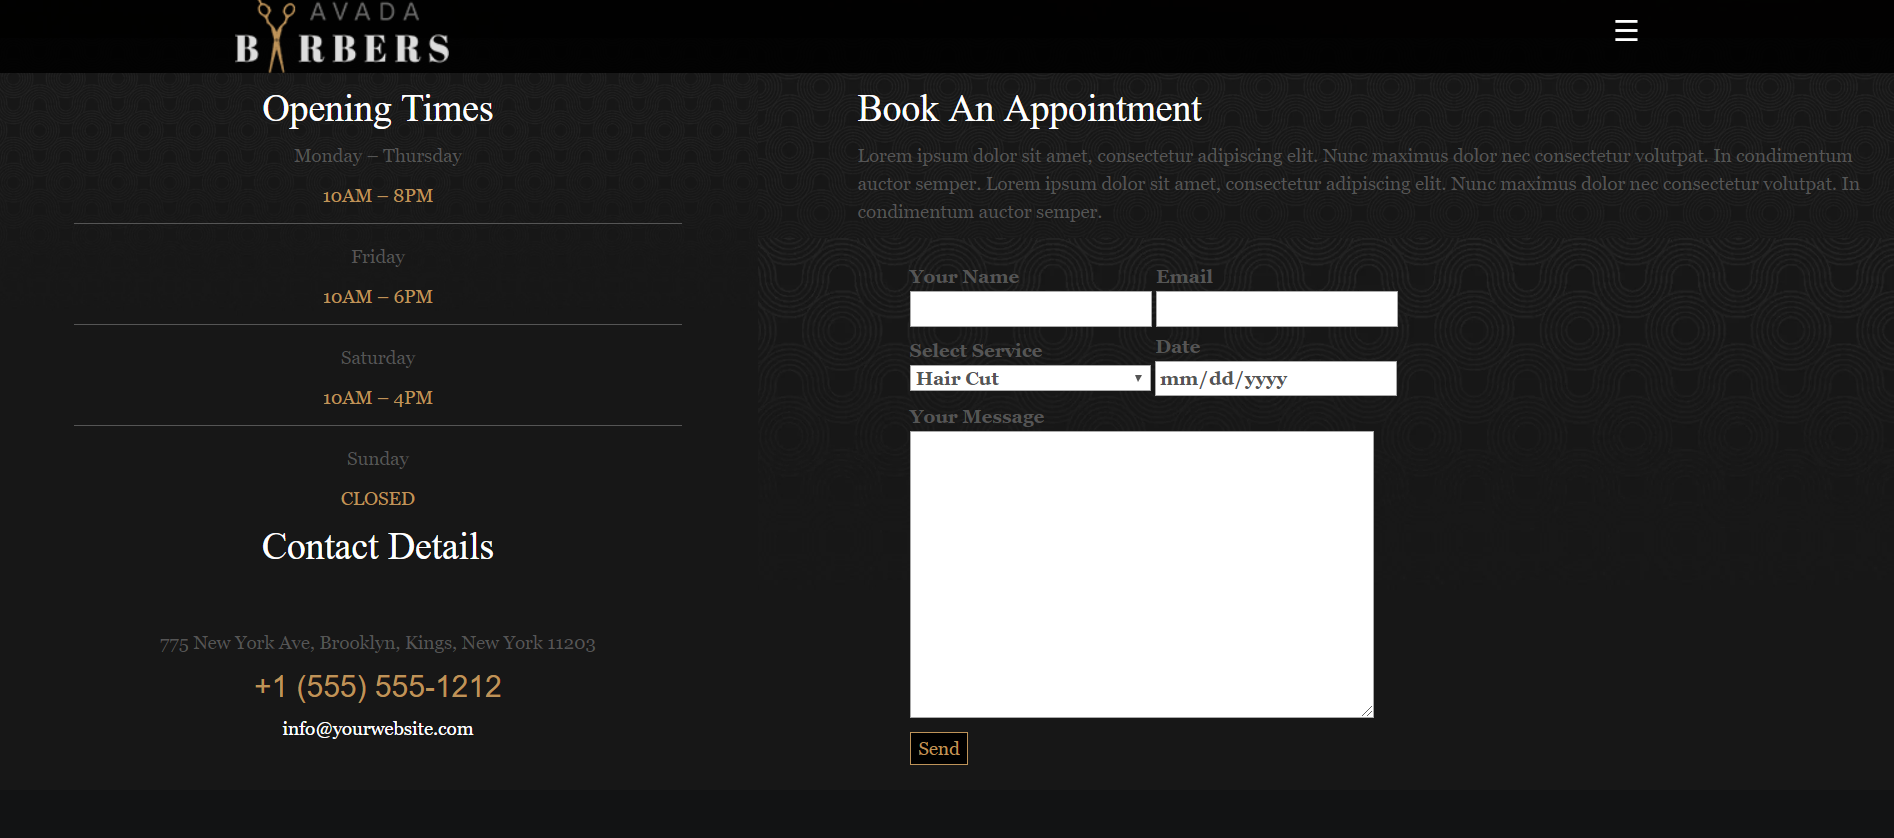 AVADA
BARBERS
Opening Times
Monday – Thursday
10AM – 8PM
Friday
10AM – 6PM
Saturday
10AM – 4PM
Sunday
CLOSED
Contact Details
775 New York Ave, Brooklyn, Kings, New York 11203
+1 (555) 555-1212
info@yourwebsite.com
Book An Appointment
Lorem ipsum dolor sit amet, consectetur adipiscing elit. Nunc maximus dolor nec consectetur volutpat. In condimentum
auctor semper. Lorem ipsum dolor sit amet, consectetur adipiscing elit. Nunc maximus dolor nec consectetur volutpat. In
condimentum auctor semper.
Your Name Email
Select Service Date
Hair Cut mm/dd/yyyy
Your Message
Send